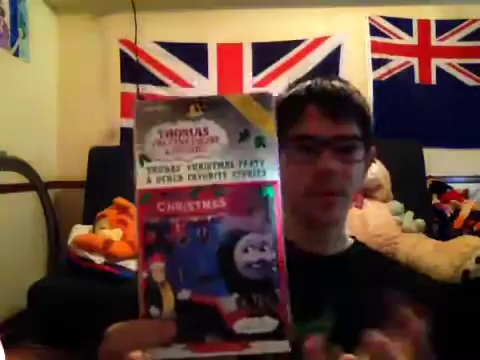 THOMAS
THE TANK ENGINE
& FRIENDS
THOMAS' CHRISTMAS PARTY
& OTHER FAVORITE STORIES
CHRISTMAS